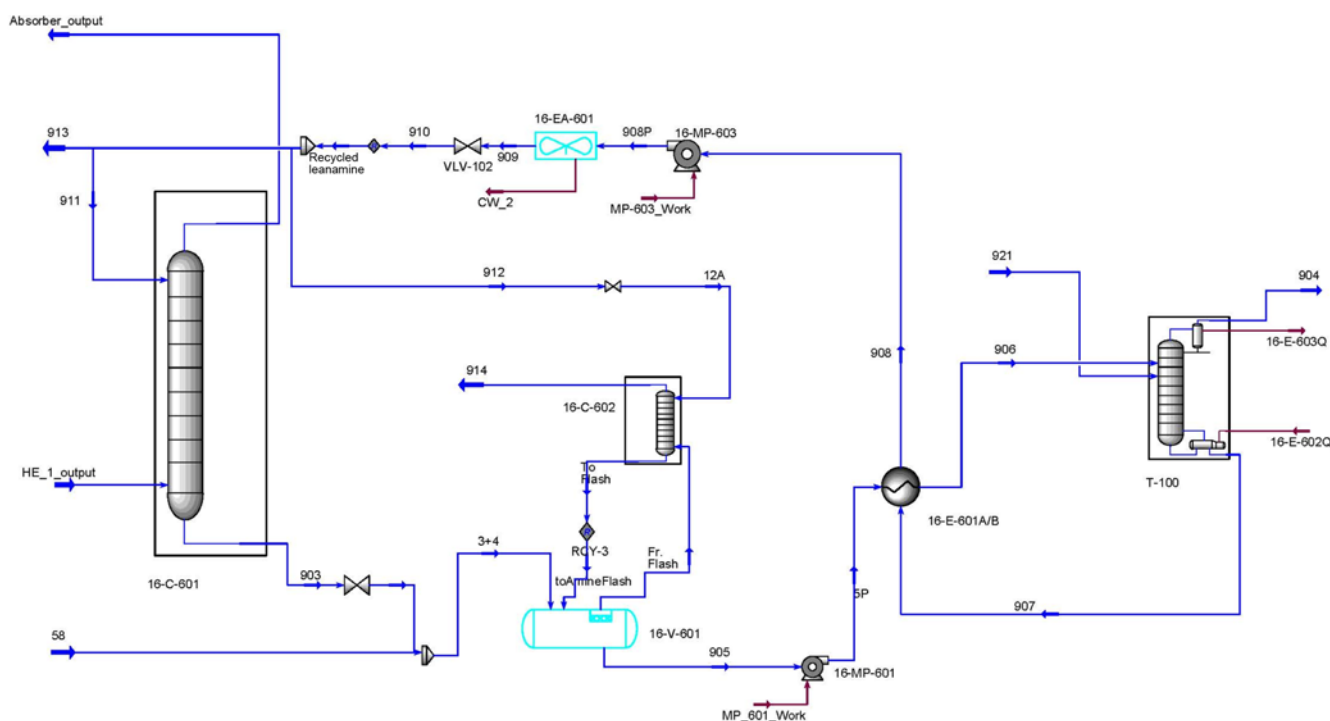 Absorber_output
913
911
16-C-601
HE_1_output
903
58
Recycled
leanamine
910
VLV-102
909
16-EA-601
CW_2
908P
16-MP-603
MP-603_Work
912
12A
914
16-C-602
To
Flash
R
RCY-3
toAmineFlash
Fr.
Flash
3+4
16-V-601
905
16-MP-601
MP_601_Work
5P
908
16-E-601A/B
906
907
921
904
16-E-603Q
16-E-602Q
T-100